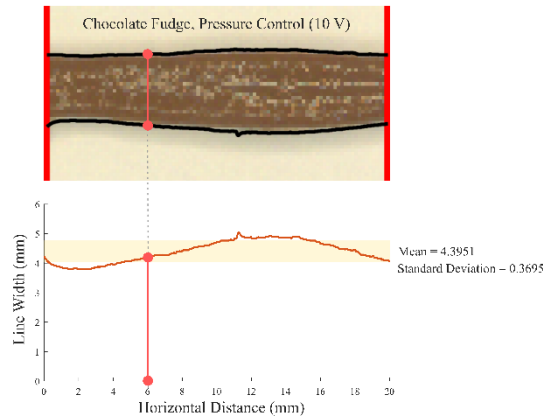 Chocolate Fudge, Pressure Control (10 V)
6
5
4
3
2
1
0
Line Width (mm)
Mean = 4.3951
Standard Deviation = 0.3695
0 2 4 6 8 10 12 14 16 18 20
Horizontal Distance (mm)